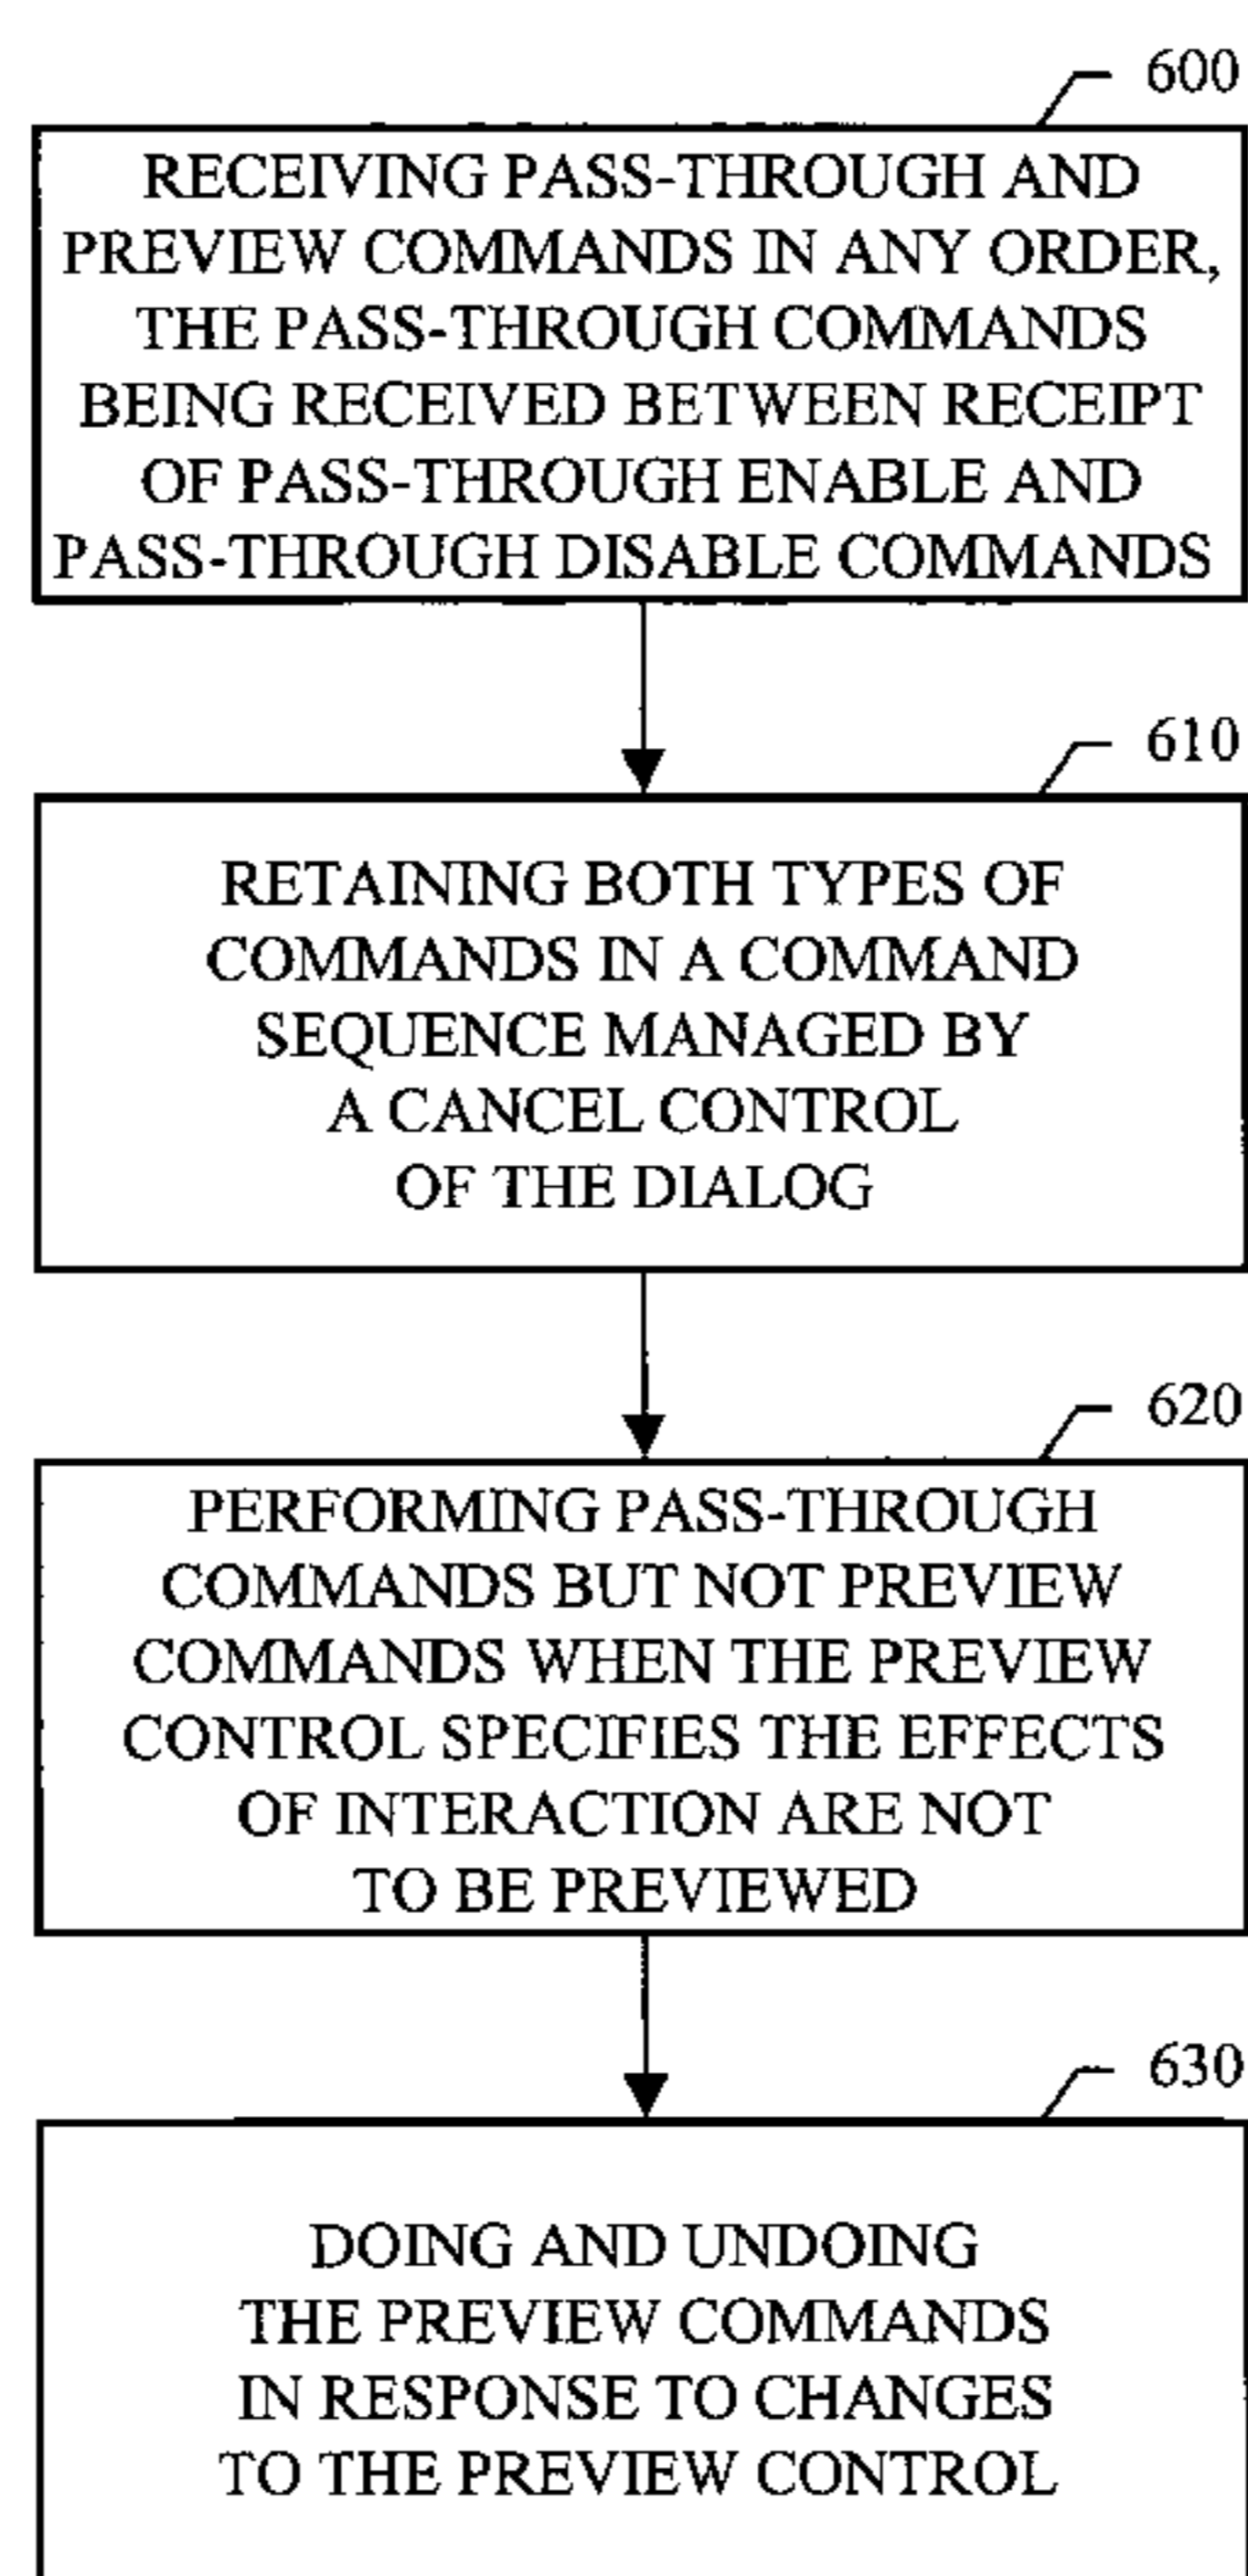 600
RECEIVING PASS-THROUGH AND
PREVIEW COMMANDS IN ANY ORDER,
THE PASS-THROUGH COMMANDS
BEING RECEIVED BETWEEN RECEIPT
OF PASS-THROUGH ENABLE AND
PASS-THROUGH DISABLE COMMANDS
610
RETAINING BOTH TYPES OF
COMMANDS IN A COMMAND
SEQUENCE MANAGED BY
A CANCEL CONTROL
OF THE DIALOG
620
PERFORMING PASS-THROUGH
COMMANDS BUT NOT PREVIEW
COMMANDS WHEN THE PREVIEW
CONTROL SPECIFIES THE EFFECTS
OF INTERACTION ARE NOT
TO BE PREVIEWED
630
DOING AND UNDOING
THE PREVIEW COMMANDS
IN RESPONSE TO CHANGES
TO THE PREVIEW CONTROL